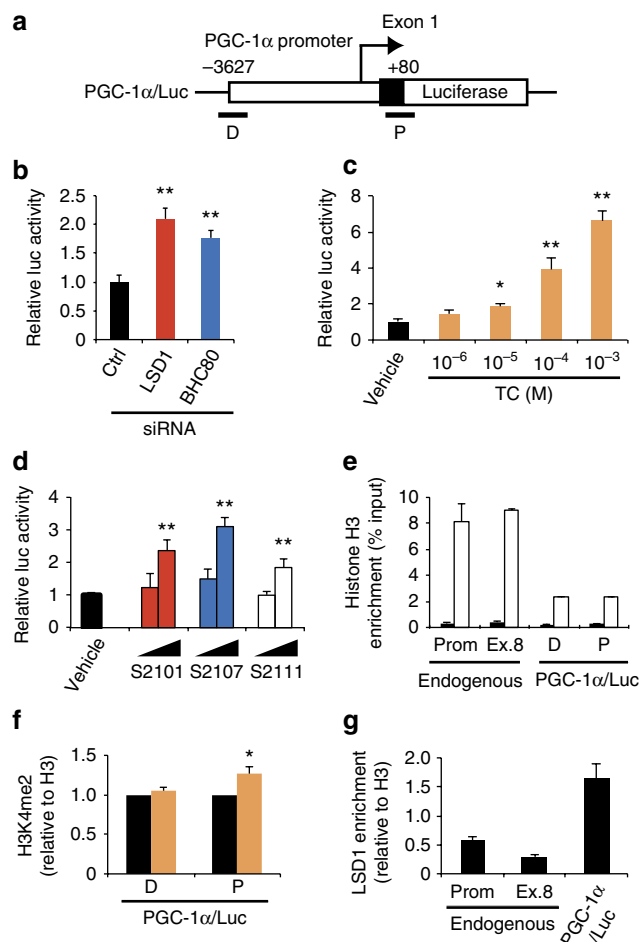 a
PGC-1α promoter
Exon 1
−3627
+80
PGC-1α/Luc
Luciferase
D
P
b
Relative luc activity
2.5
2.0
1.5
1.0
0.5
0
**
**
Ctrl
LSD1
BHC80
siRNA
c
Relative luc activity
8
6
4
2
0
*
**
**
Vehicle
10–6
10–5
10–4
10–3
TC (M)
d
Relative luc activity
4
3
2
1
0
**
**
**
Vehicle
S2101
S2107
S2111
e
Histone H3
enrichment (% input)
10
8
6
4
2
0
Prom
Ex.8
D
P
Endogenous
PGC-1α/Luc
f
H3K4me2
(relative to H3)
1.5
1.0
0.5
0
*
D
P
PGC-1α/Luc
g
LSD1 enrichment
(relative to H3)
2.0
1.5
1.0
0.5
0
Prom
Ex.8
Endogenous
PGC-1α
/Luc